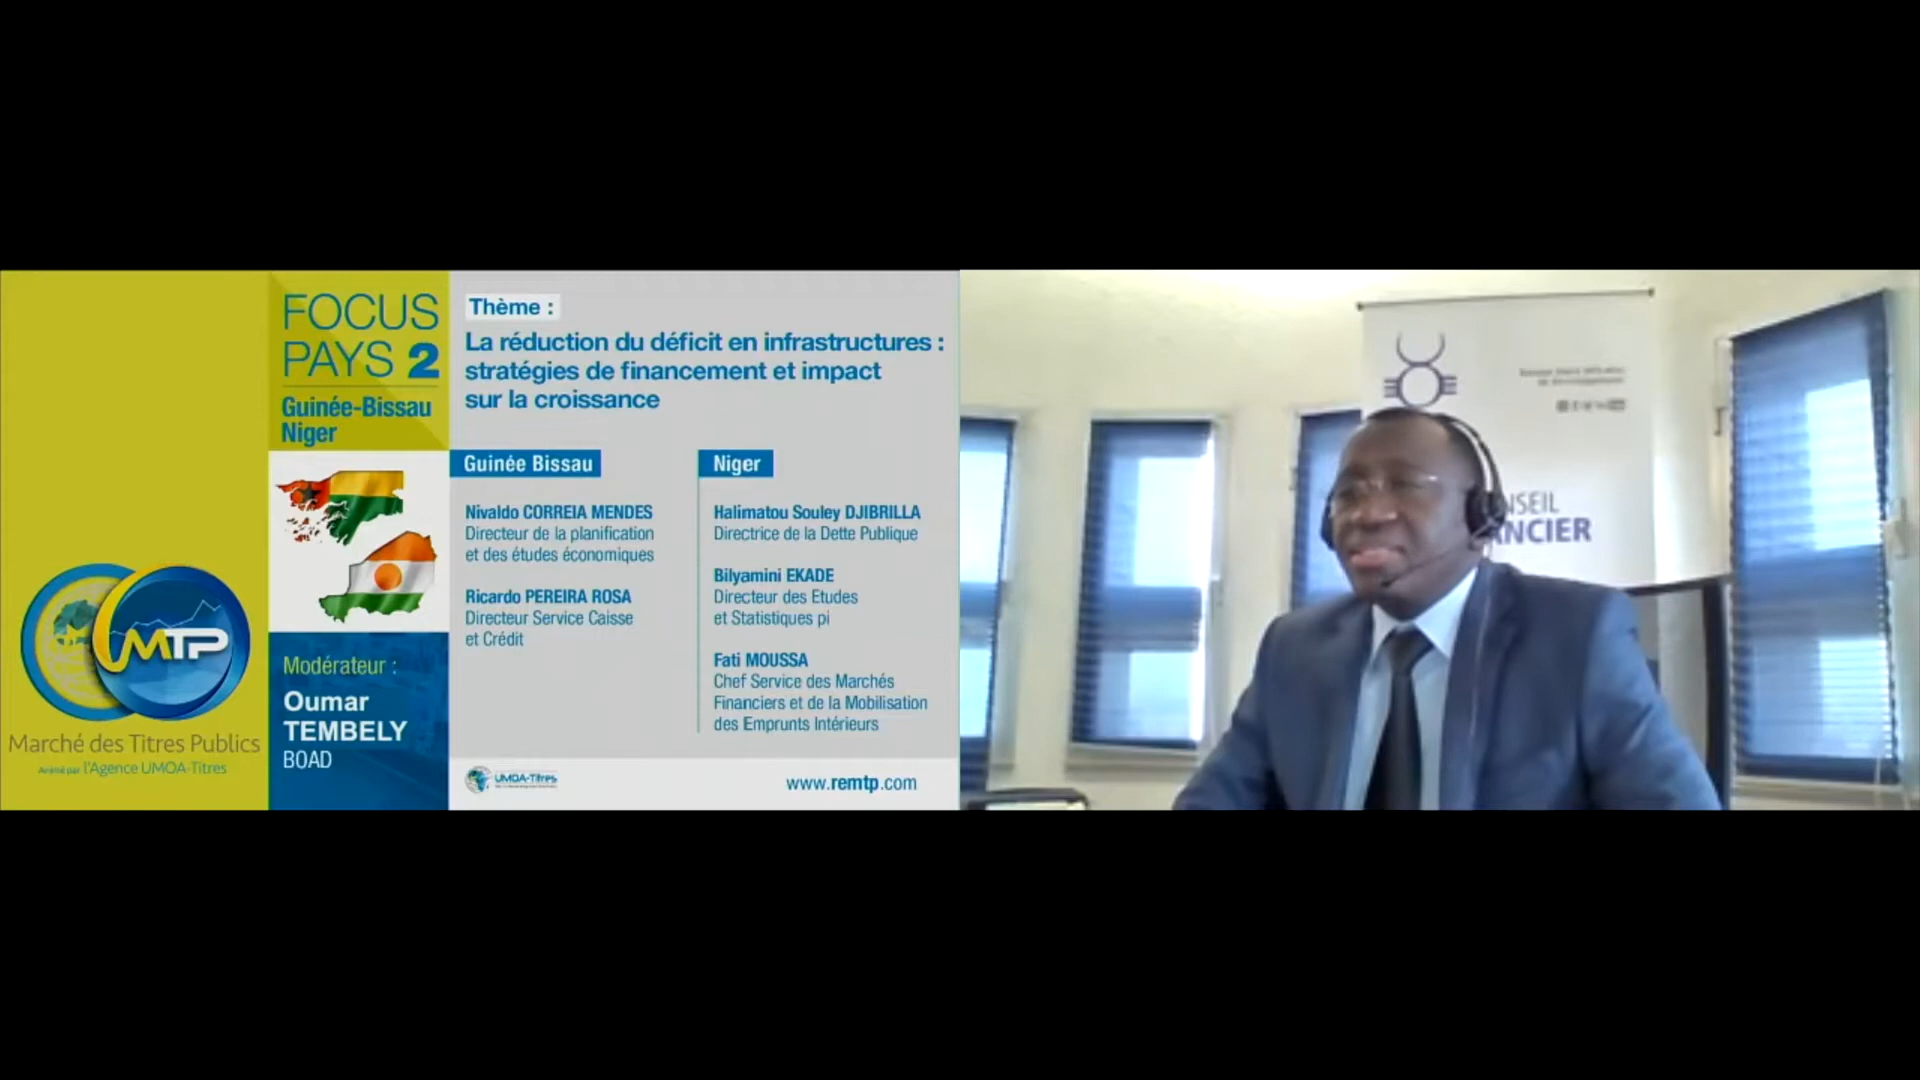 FOCUS
PAYS 2
Guinée-Bissau
Niger
MTP
Marché des Titres Publics
Animé par l'Agence UMOA-Titres
Modérateur :
Oumar
TEMBELY
BOAD
Thème :
La réduction du déficit en infrastructures :
stratégies de financement et impact
sur la croissance
Guinée Bissau
Nivaldo CORREIA MENDES
Directeur de la planification
et des études économiques
Ricardo PEREIRA ROSA
Directeur Service Caisse
et Crédit
Niger
Halimatou Souley DJIBRILLA
Directrice de la Dette Publique
Bilyamini EKADE
Directeur des Etudes
et Statistiques pi
Fati MOUSSA
Chef Service des Marchés
Financiers et de la Mobilisation
des Emprunts Intérieurs
UMOA-Titres
www.remtp.com
NSEIL
ANCIER